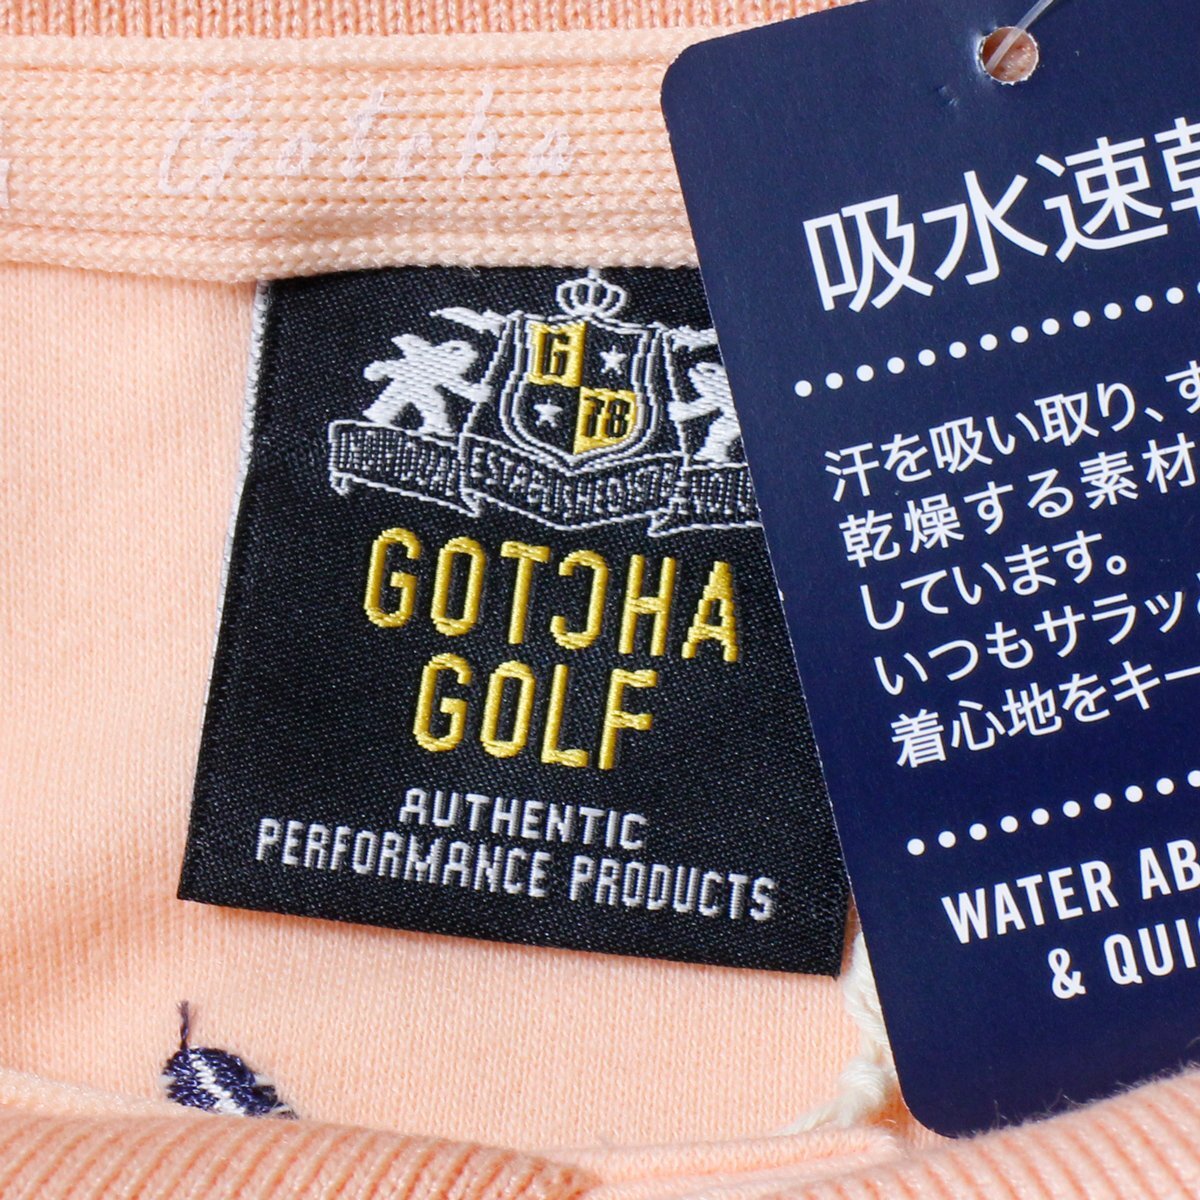 Gotcha
G
78
GOTCHA
GOLF
AUTHENTIC
PERFORMANCE PRODUCTS
吸水速乾
汗を吸い取り、す
乾燥する素材
しています。
いつもサラッ
着心地をキー
WATER AB
& QUI